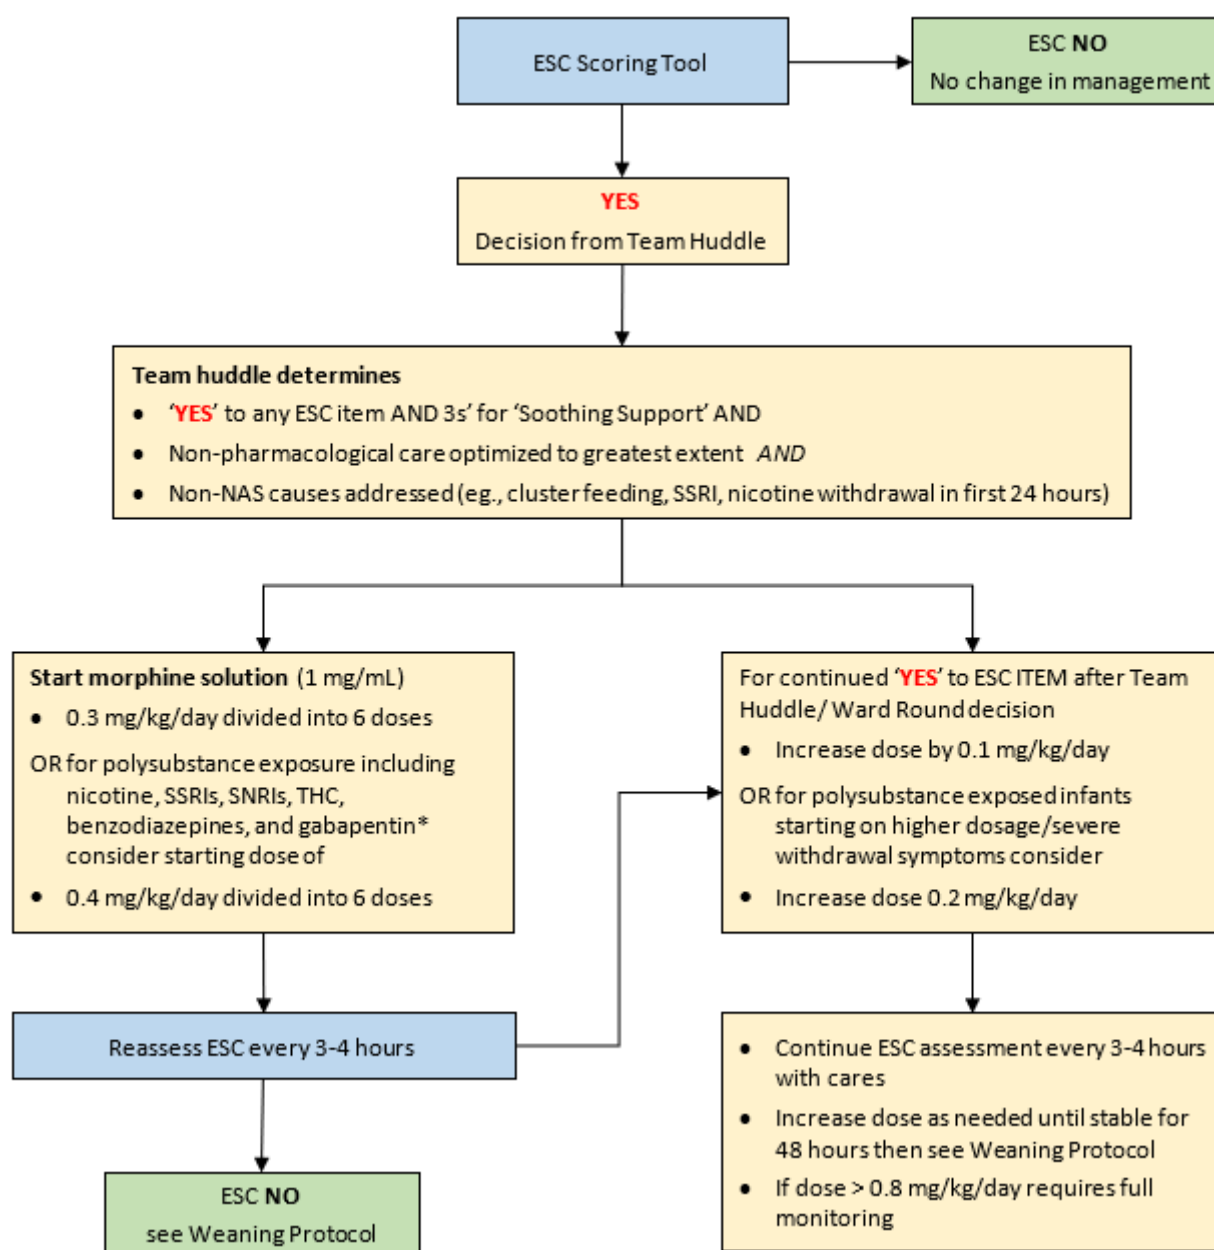 ESC Scoring Tool
ESC NO
No change in management
YES
Decision from Team Huddle
Team huddle determines
• ‘YES’ to any ESC item AND 3s’ for ‘Soothing Support’ AND
• Non-pharmacological care optimized to greatest extent AND
• Non-NAS causes addressed (eg., cluster feeding, SSRI, nicotine withdrawal in first 24 hours)
Start morphine solution (1 mg/mL)
• 0.3 mg/kg/day divided into 6 doses
OR for polysubstance exposure including
nicotine, SSRIs, SNRIs, THC,
benzodiazepines, and gabapentin*
consider starting dose of
• 0.4 mg/kg/day divided into 6 doses
For continued ‘YES’ to ESC ITEM after Team
Huddle/ Ward Round decision
• Increase dose by 0.1 mg/kg/day
OR for polysubstance exposed infants
starting on higher dosage/severe
withdrawal symptoms consider
• Increase dose 0.2 mg/kg/day
Reassess ESC every 3-4 hours
• Continue ESC assessment every 3-4 hours
with cares
• Increase dose as needed until stable for
48 hours then see Weaning Protocol
• If dose > 0.8 mg/kg/day requires full
monitoring
ESC NO
see Weaning Protocol